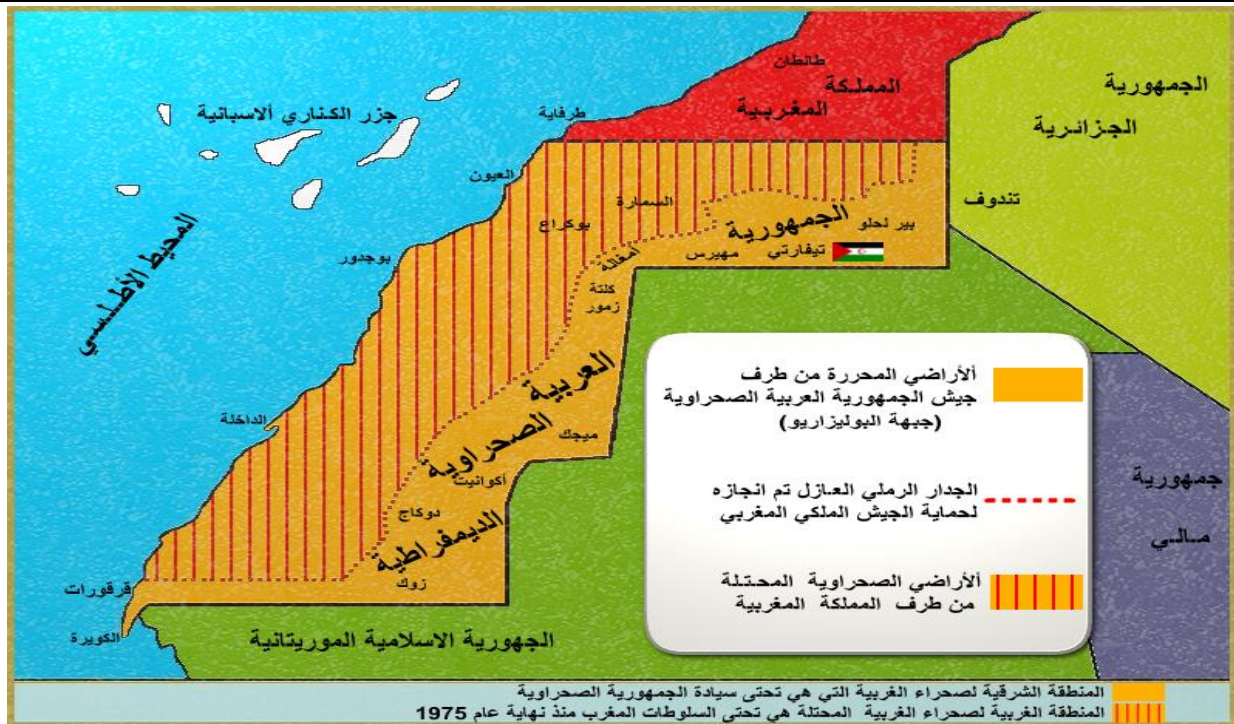 طانطان
المملكة
المغربية
الجمهورية
الجزائرية
جزر الكناري ألاسبانية
طرفاية
العيون
تندوف
السمارة
بوكراع
الجمهورية
بير لحلو
تيفارتي
مهيرس
أمغالة
المحيط الأطلسي
بوجدور
كلتة
زمور
العربية
ألأراضي المحررة من طرف
جيش الجمهورية العربية الصحراوية
(جبهة البوليزاريو)
الداخلة
الصحراوية
ميجك
أكوانيت
الجدار الرملي العازل تم انجازه
لحماية الجيش الملكي المغربي
جمهورية
مالي
دوكاج
الديمقراطية
زوك
ألأراضي الصحراوية المحتلة
من طرف المملكة المغربية
قرقورات
الكويرة
الجهورية الاسلامية الموريتانية
المنطقة الشرقية لصحراء الغربية التي هي تحتى سيادة الجمهورية الصحراوية
المنطقة الغربية لصحراء الغربية المحتلة هي تحتى السلوطات المغرب منذ نهاية عام 1975